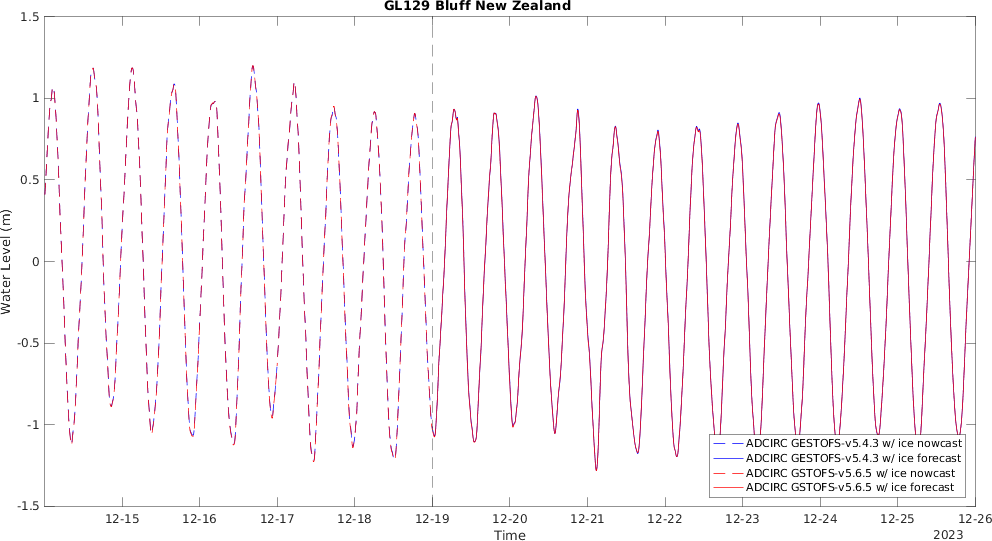 GL129 Bluff New Zealand
1.5
1
0.5
0
-0.5
-1
-1.5
Water Level (m)
12-15 12-16 12-17 12-18 12-19 12-20 12-21 12-22 12-23 12-24 12-25 12-26
Time
2023
ADCIRC GESTOFS-v5.4.3 w/ ice nowcast
ADCIRC GESTOFS-v5.4.3 w/ ice forecast
ADCIRC GSTOFS-v5.6.5 w/ ice nowcast
ADCIRC GSTOFS-v5.6.5 w/ ice forecast